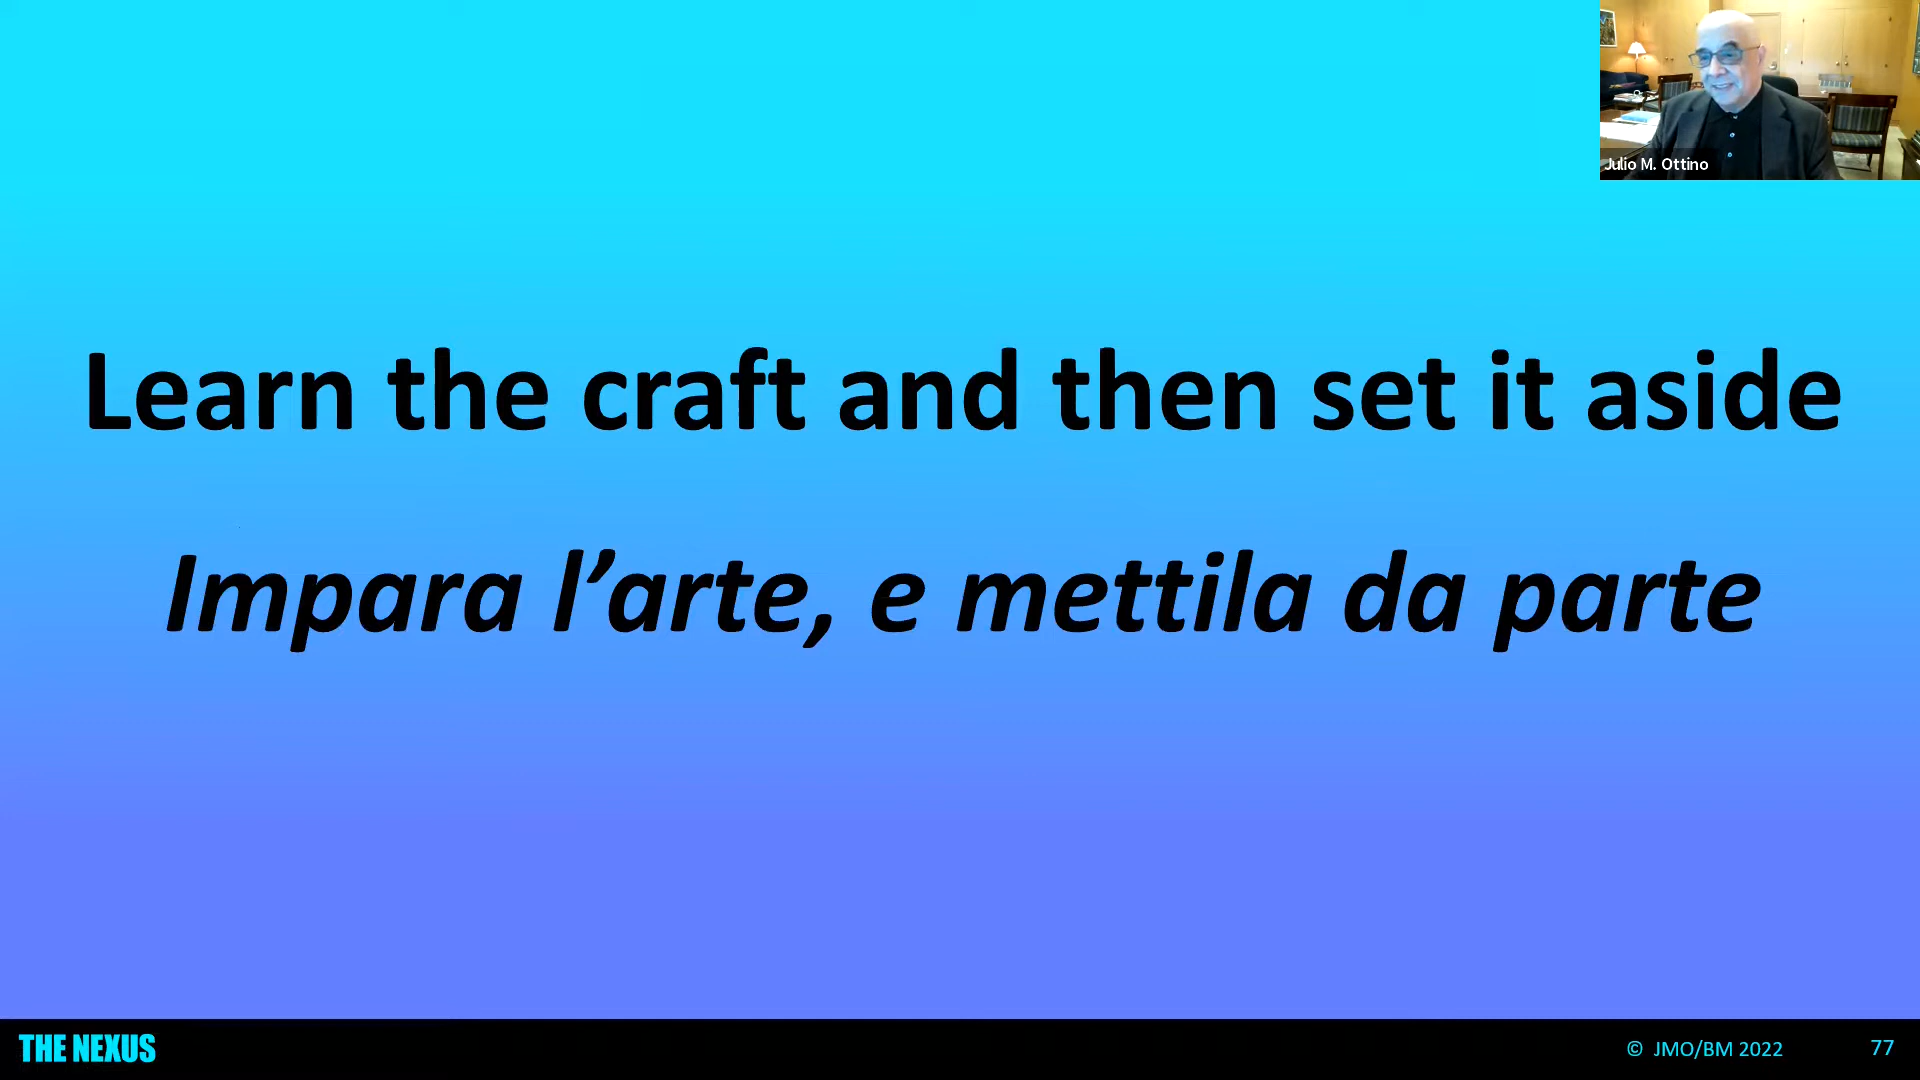 Julio M. Ottino
Learn the craft and then set it aside
Impara l’arte, e mettila da parte
THE NEXUS
© JMO/BM 2022
77